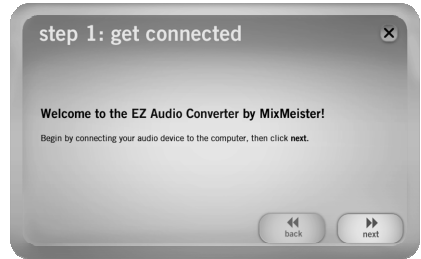 step 1: get connected
Welcome to the EZ Audio Converter by MixMeister!
Begin by connecting your audio device to the computer, then click next.
back
next